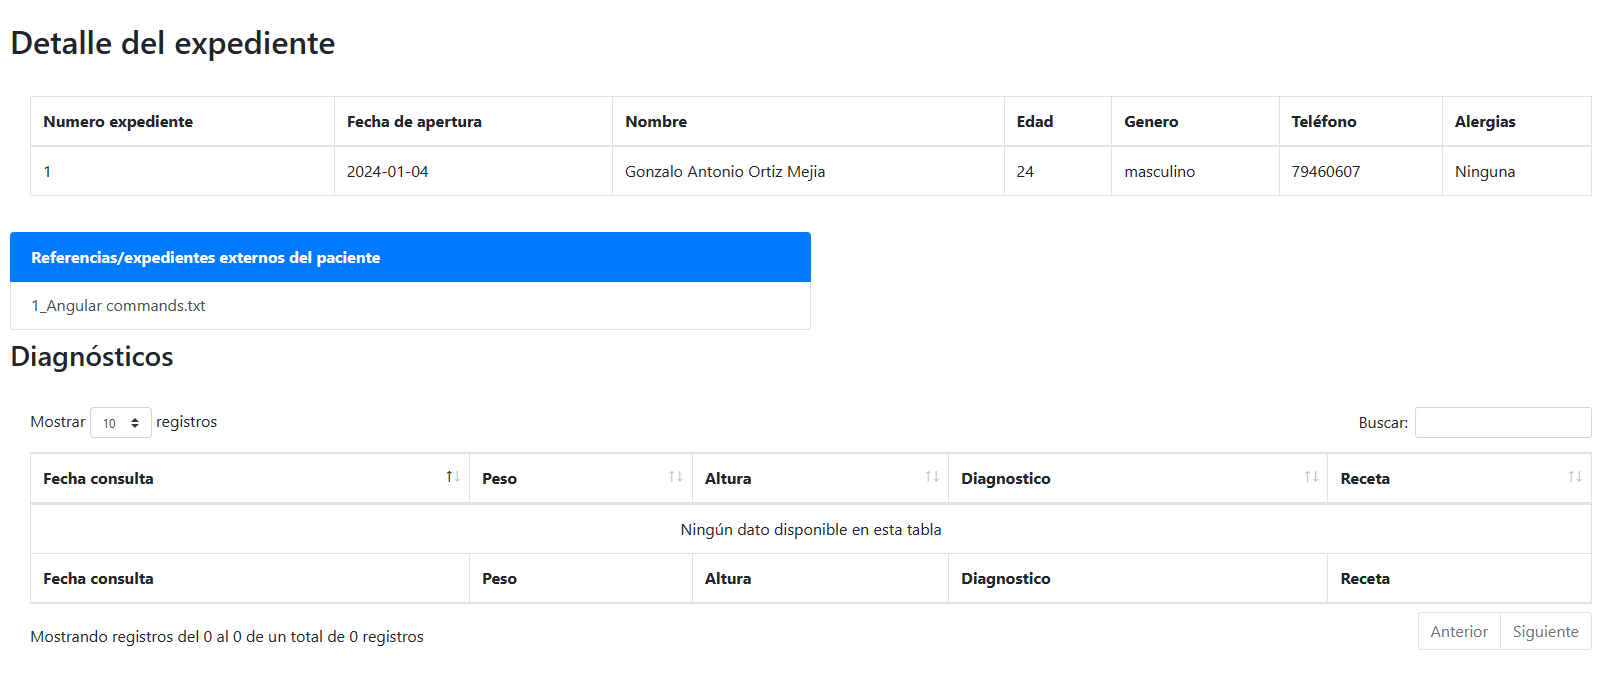 Detalle del expediente
Numero expediente Fecha de apertura Nombre Edad Genero Teléfono Alergias
1 2024-01-04 Gonzalo Antonio Ortiz Mejia 24 masculino 79460607 Ninguna
Referencias/expedientes externos del paciente
1_Angular commands.txt
Diagnósticos
Mostrar 10 registros Buscar:
Fecha consulta Peso Altura Diagnostico Receta
Ningún dato disponible en esta tabla
Fecha consulta Peso Altura Diagnostico Receta
Mostrando registros del 0 al 0 de un total de 0 registros Anterior Siguiente